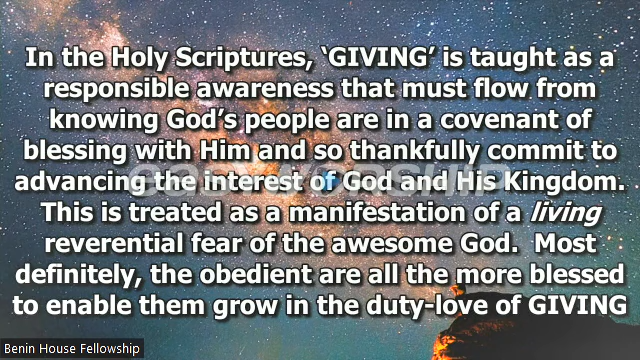 In the Holy Scriptures, ‘GIVING’ is taught as a
responsible awareness that must flow from
knowing God’s people are in a covenant of
blessing with Him and so thankfully commit to
advancing the interest of God and His Kingdom.
This is treated as a manifestation of a living
reverential fear of the awesome God.  Most
definitely, the obedient are all the more blessed
to enable them grow in the duty-love of GIVING
Benin House Fellowship